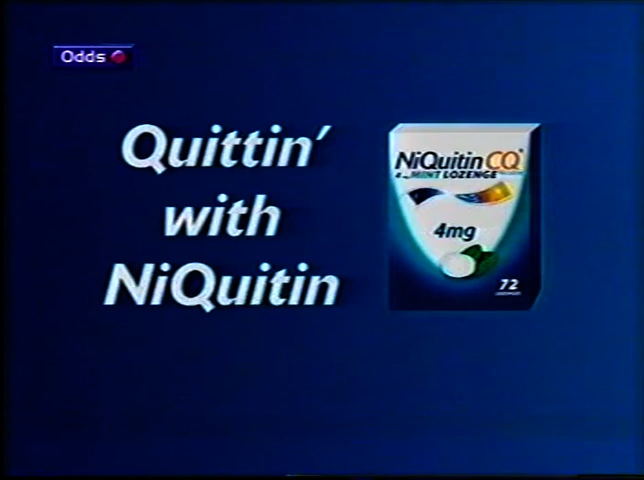 Odds
Quittin'
with
NiQuitin
NiQuitin CQ
MINT LOZENGE
4mg
72